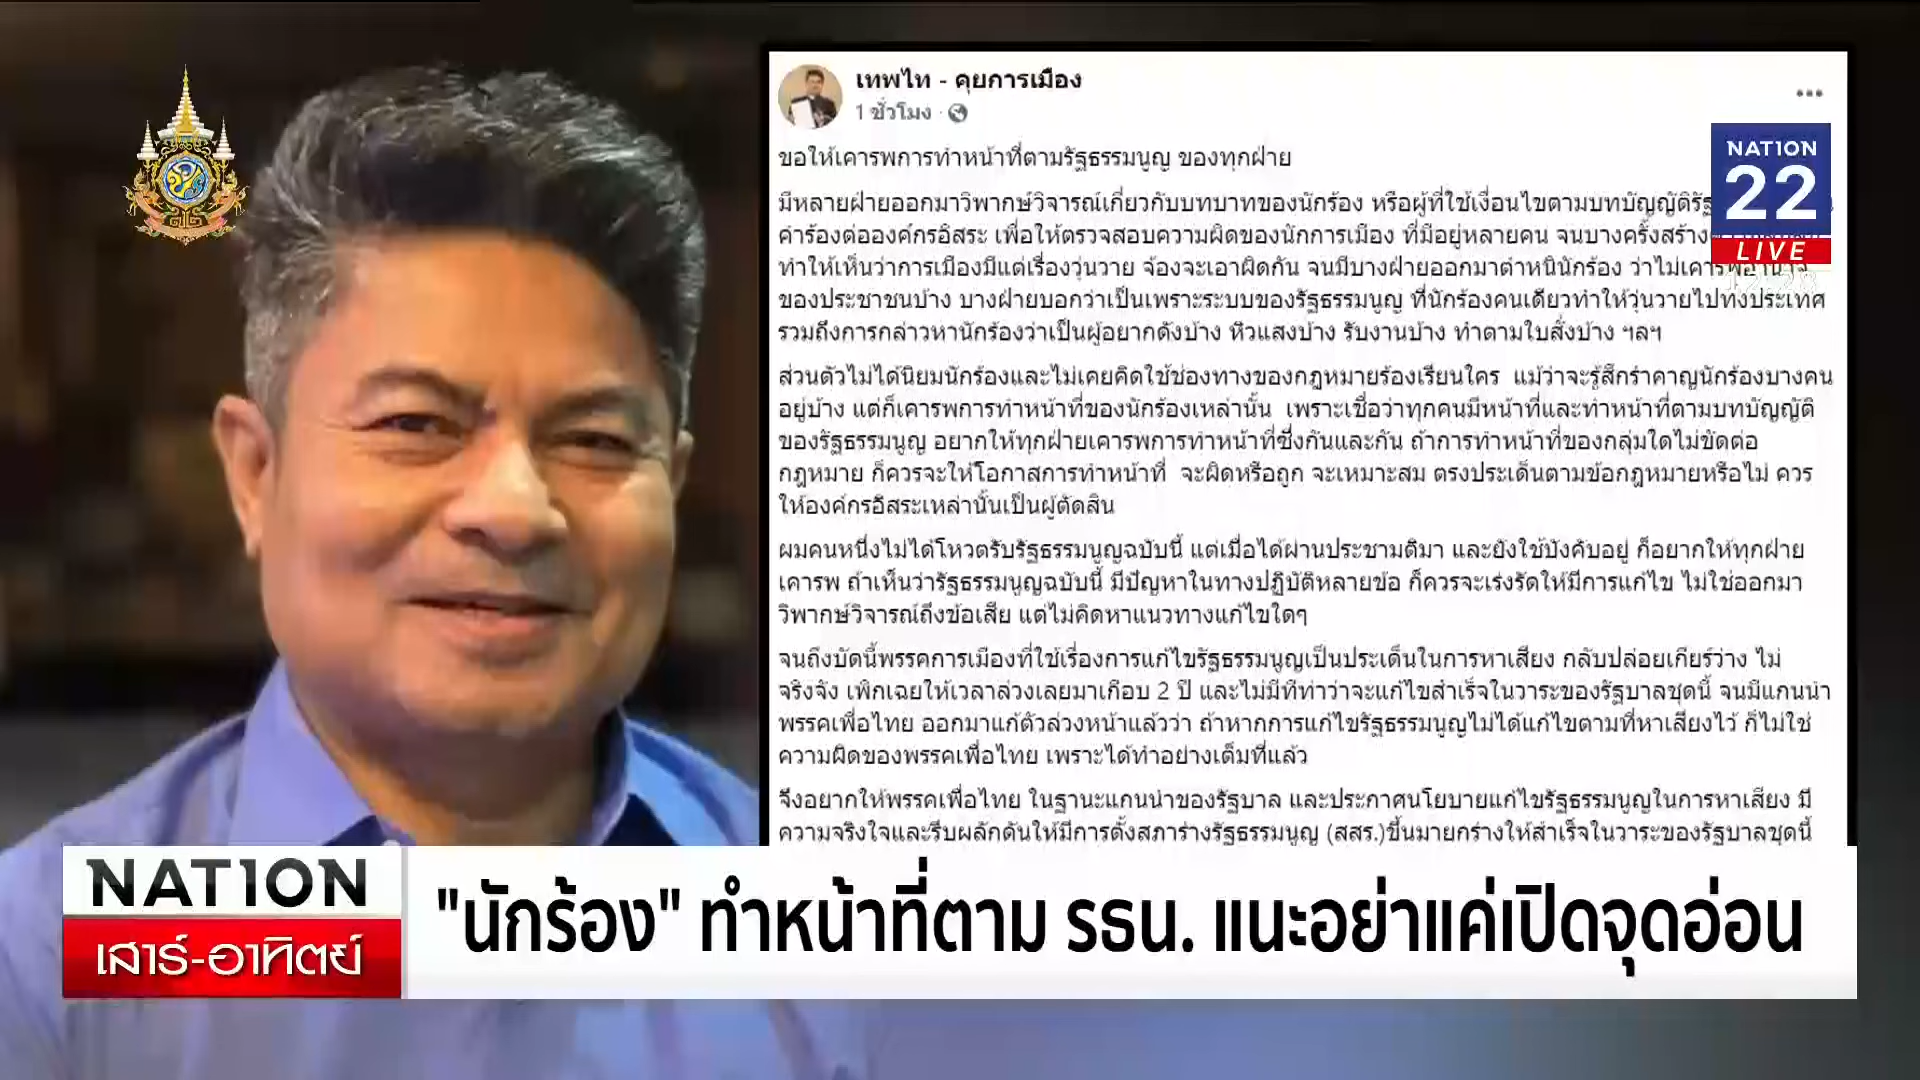 เทพไท - คุยการเมือง
1 ชั่วโมง
ขอให้เคารพการทำหน้าที่ตามรัฐธรรมนูญ ของทุกฝ่าย
มีหลายฝ่ายออกมาวิพากษ์วิจารณ์เกี่ยวกับบทบาทของนักร้อง หรือผู้ที่ใช้เงื่อนไขตามบทบัญญัติ
คำร้องต่อองค์กรอิสระ เพื่อให้ตรวจสอบความผิดของนักการเมือง ที่มีอยู่หลายคน จนบางครั้งสร้าง
ทำให้เห็นว่าการเมืองมีแต่เรื่องวุ่นวาย จ้องจะเอาผิดกัน จนมีบางฝ่ายออกมาตำหนินักร้อง ว่าไม่เคารพอำนาจ
ของประชาชนบ้าง บางฝ่ายบอกว่าเป็นเพราะระบบของรัฐธรรมนูญ ที่นักร้องคนเดียวทำให้วุ่นวายไปทั้งประเทศ
รวมถึงการกล่าวหานักร้องว่าเป็นผู้อยากดังบ้าง หิวแสงบ้าง รับงานบ้าง ทำตามใบสั่งบ้าง ฯลฯ
ส่วนตัวไม่ได้นิยมนักร้องและไม่เคยคิดใช้ช่องทางของกฎหมายร้องเรียนใคร แม้ว่าจะรู้สึกรำคาญนักร้องบางคน
อยู่บ้าง แต่ก็เคารพการทำหน้าที่ของนักร้องเหล่านั้น เพราะเชื่อว่าทุกคนมีหน้าที่และทำหน้าที่ตามบทบัญญัติ
ของรัฐธรรมนูญ อยากให้ทุกฝ่ายเคารพการทำหน้าที่ซึ่งกันและกัน ถ้าการทำหน้าที่ของกลุ่มใดไม่ขัดต่อ
กฎหมาย ก็ควรจะให้โอกาสการทำหน้าที่ จะผิดหรือถูก จะเหมาะสม ตรงประเด็นตามข้อกฎหมายหรือไม่ ควร
ให้องค์กรอิสระเหล่านั้นเป็นผู้ตัดสิน
ผมคนหนึ่งไม่ได้โหวตรับรัฐธรรมนูญฉบับนี้ แต่เมื่อได้ผ่านประชามติมา และยังใช้บังคับอยู่ ก็อยากให้ทุกฝ่าย
เคารพ ถ้าเห็นว่ารัฐธรรมนูญฉบับนี้ มีปัญหาในทางปฏิบัติหลายข้อ ก็ควรจะเร่งรัดให้มีการแก้ไข ไม่ใช่ออกมา
วิพากษ์วิจารณ์ถึงข้อเสีย แต่ไม่คิดหาแนวทางแก้ไขใดๆ
จนถึงบัดนี้พรรคการเมืองที่ใช้เรื่องการแก้ไขรัฐธรรมนูญเป็นประเด็นในการหาเสียง กลับปล่อยเกียร์ว่าง ไม่
จริงจัง เพิกเฉยให้เวลาล่วงเลยมาเกือบ 2 ปี และไม่มีทีท่าว่าจะแก้ไขสำเร็จในวาระของรัฐบาลชุดนี้ จนมีแกนนำ
พรรคเพื่อไทย ออกมาแก้ตัวล่วงหน้าแล้วว่า ถ้าหากการแก้ไขรัฐธรรมนูญไม่ได้แก้ไขตามที่หาเสียงไว้ ก็ไม่ใช่
ความผิดของพรรคเพื่อไทย เพราะได้ทำอย่างเต็มที่แล้ว
จึงอยากให้พรรคเพื่อไทย ในฐานะแกนนำของรัฐบาล และประกาศนโยบายแก้ไขรัฐธรรมนูญในการหาเสียง มี
ความจริงใจและรีบผลักดันให้มีการตั้งสภาร่างรัฐธรรมนูญ (สสร.)ขึ้นมายกร่างให้สำเร็จในวาระของรัฐบาลชุดนี้
NATION
22
LIVE
NATION
เสาร์-อาทิตย์
"นักร้อง" ทำหน้าที่ตาม รธน. แนะอย่าแค่เปิดจุดอ่อน